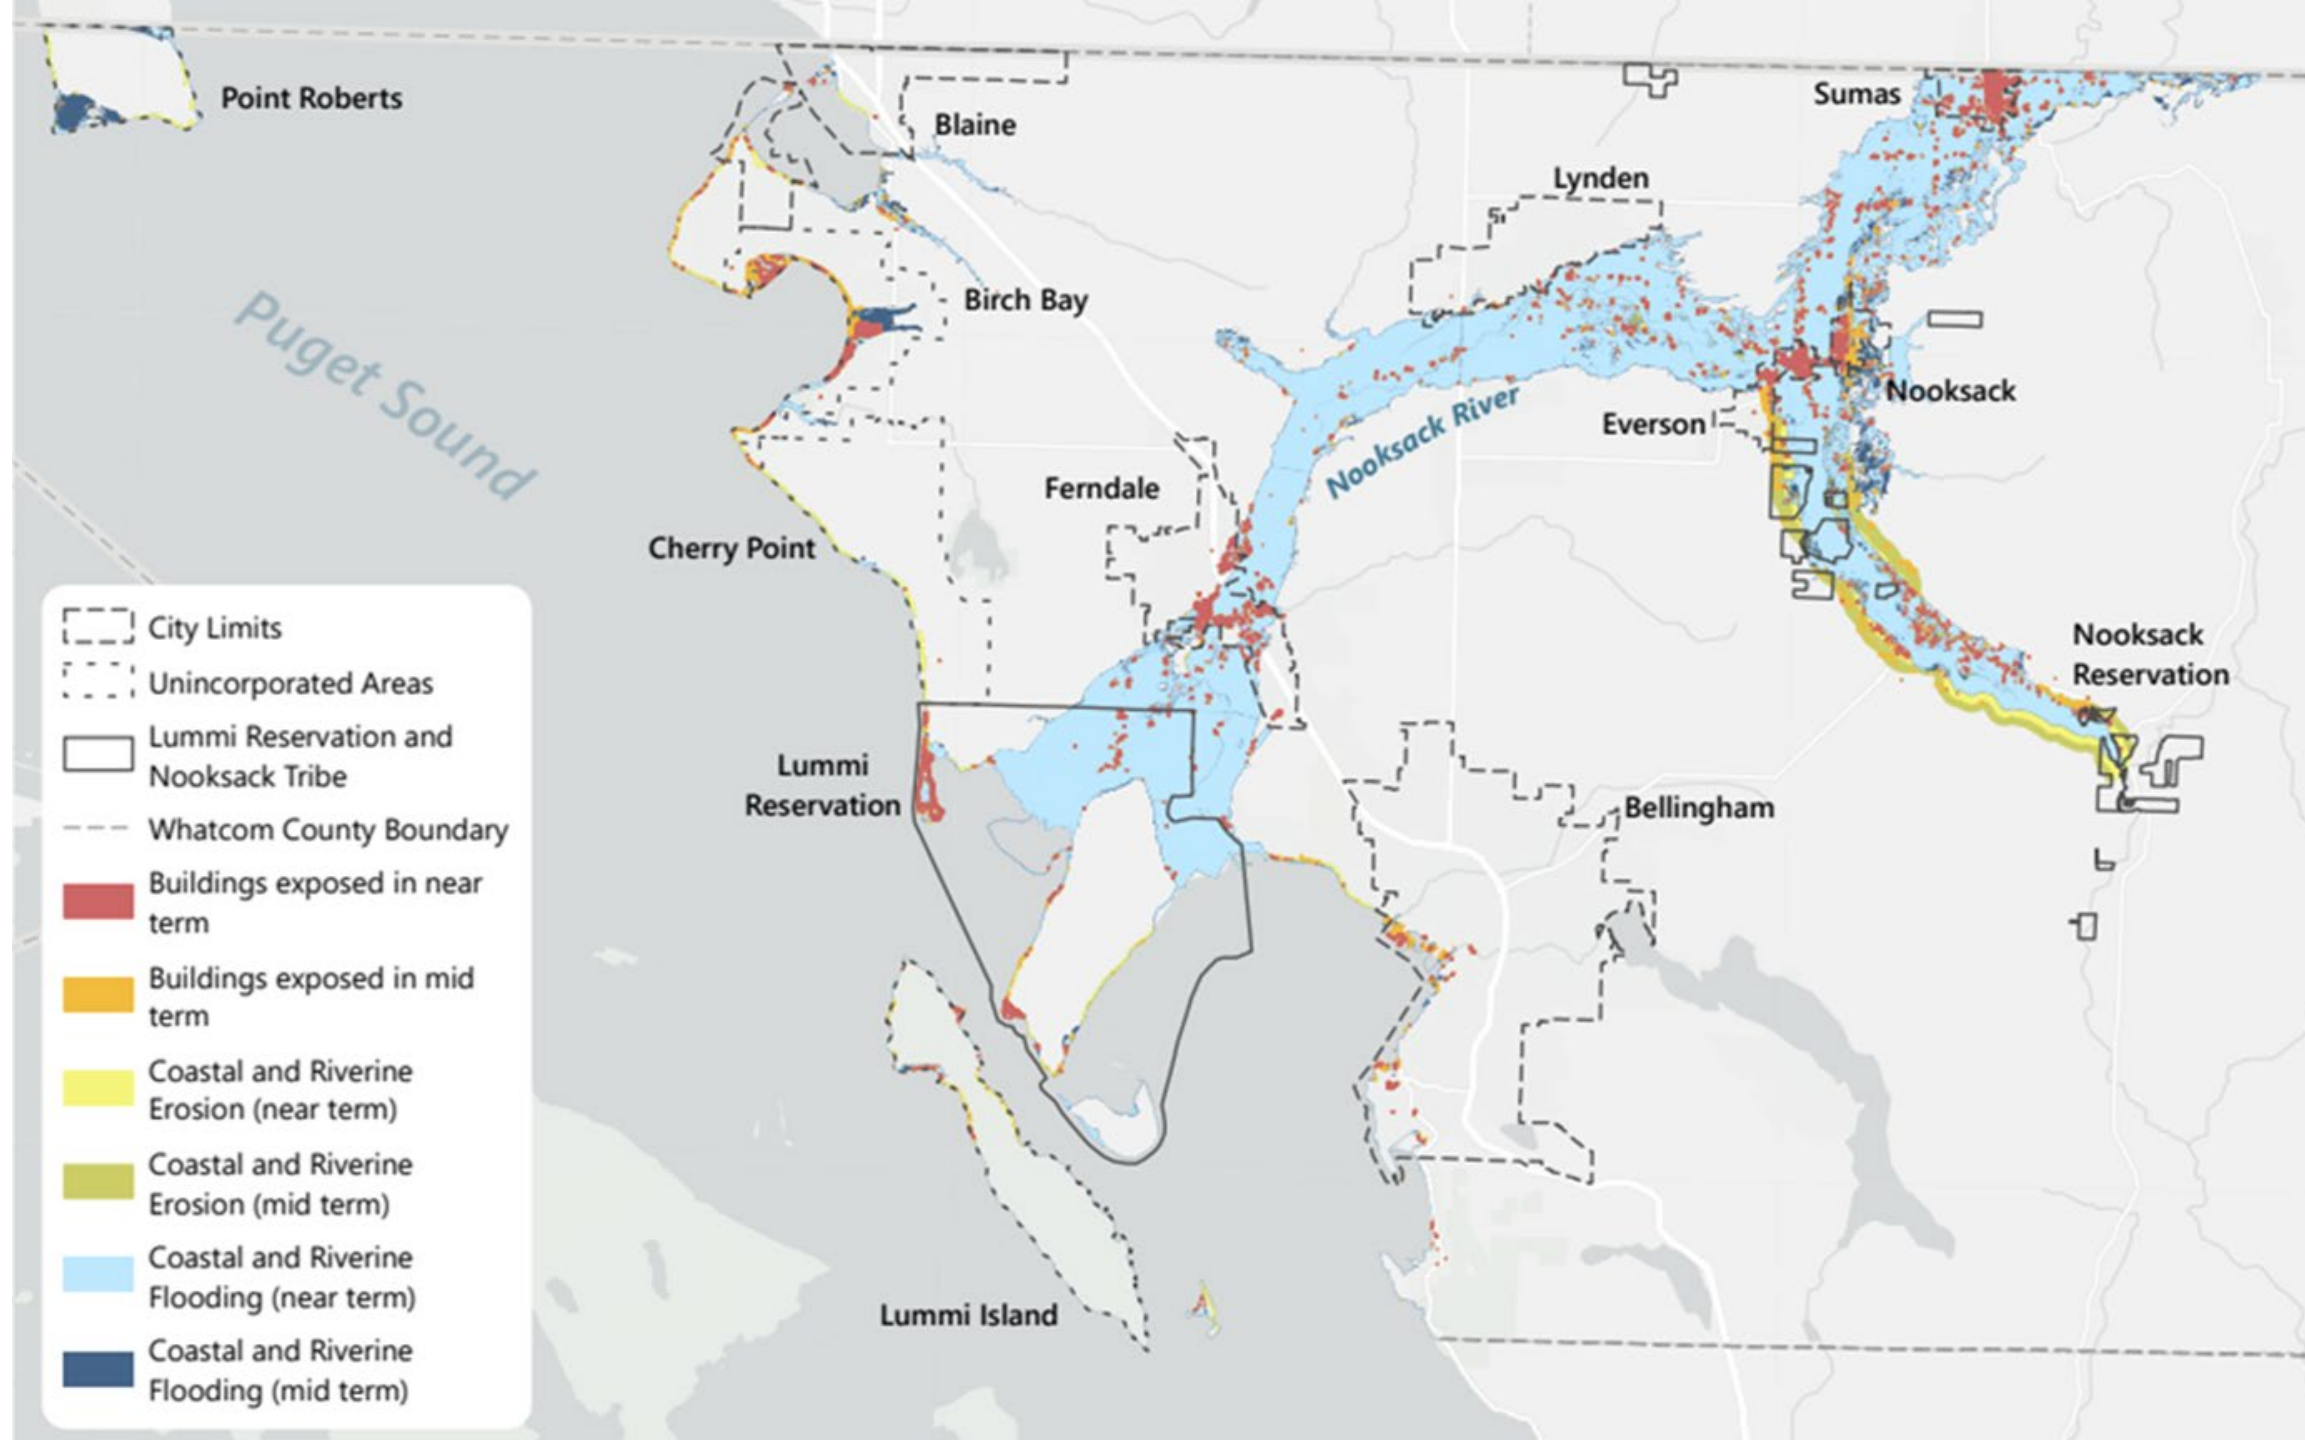 Point Roberts
Blaine
Sumas
Lynden
Birch Bay
Puget Sound
Nooksack
Everson
Nooksack River
Ferndale
Cherry Point
Nooksack
Reservation
Lummi
Reservation
Bellingham
Lummi Island
City Limits
Unincorporated Areas
Lummi Reservation and
Nooksack Tribe
Whatcom County Boundary
Buildings exposed in near
term
Buildings exposed in mid
term
Coastal and Riverine
Erosion (near term)
Coastal and Riverine
Erosion (mid term)
Coastal and Riverine
Flooding (near term)
Coastal and Riverine
Flooding (mid term)